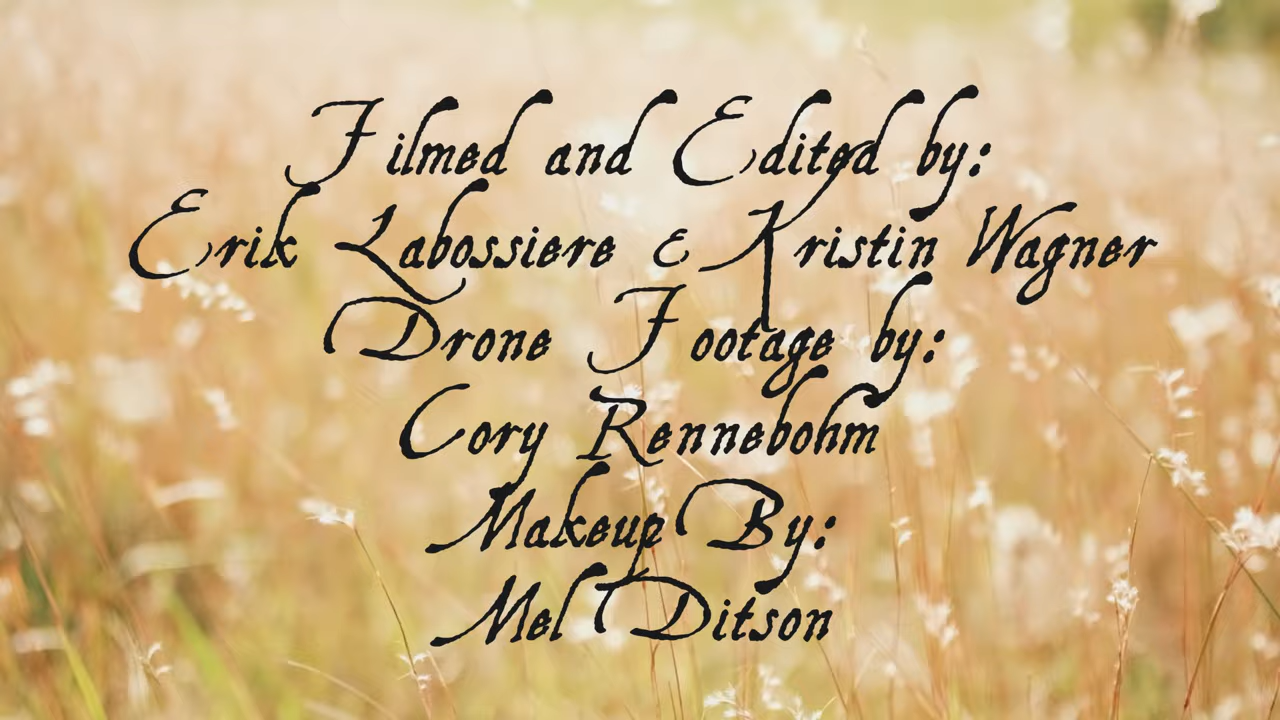 Filmed and Edited by:
Erik Labossiere & Kristin Wagner
Drone Footage by:
Cory Rennebohm
Makeup By:
Mel Ditson